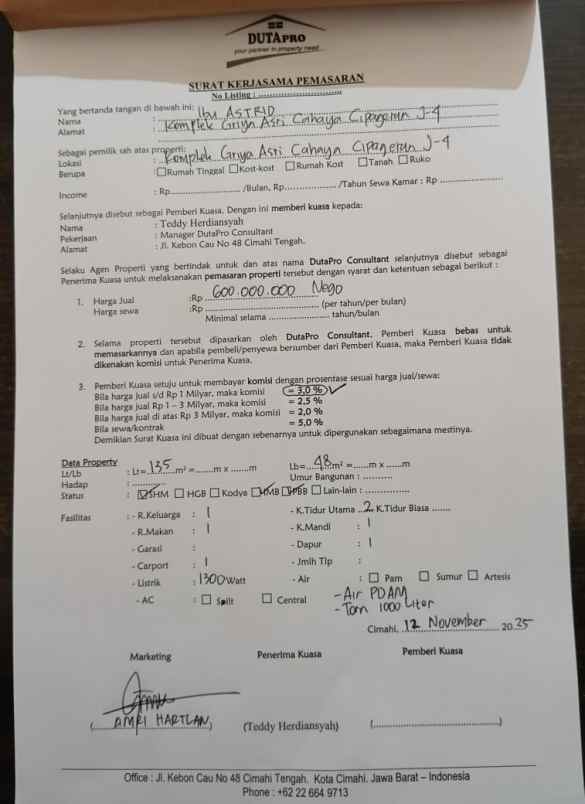 DUTAPRO
your partner in property need...
SURAT KERJASAMA PEMASARAN
No Listing : ..............................
Yang bertanda tangan di bawah ini:
Nama : Ibu ASTRID
Alamat : Komplek Griya Asri Cahaya Cipageran J-4
Sebagai pemilik sah atas properti:
Lokasi : Komplek Griya Asri Cahaya Cipageran J-4
Berupa : ☐ Rumah Tinggal ☐ Kost-kost ☐ Rumah Kost ☐ Tanah ☐ Ruko
Income : Rp........................ /Bulan, Rp.................. /Tahun Sewa Kamar : Rp ......................
Selanjutnya disebut sebagai Pemberi Kuasa. Dengan ini memberi kuasa kepada:
Nama : Teddy Herdiansyah
Pekerjaan : Manager DutaPro Consultant
Alamat : Jl. Kebon Cau No 48 Cimahi Tengah.
Selaku Agen Properti yang bertindak untuk dan atas nama DutaPro Consultant selanjutnya disebut sebagai
Penerima Kuasa untuk melaksanakan pemasaran properti tersebut dengan syarat dan ketentuan sebagai berikut :
1. Harga Jual :Rp 600.000.000 Nego
Harga sewa :Rp .................................... (per tahun/per bulan)
Minimal selama ...................... tahun/bulan
2. Selama properti tersebut dipasarkan oleh DutaPro Consultant, Pemberi Kuasa bebas untuk
memasarkannya dan apabila pembeli/penyewa bersumber dari Pemberi Kuasa, maka Pemberi Kuasa tidak
dikenakan komisi untuk Penerima Kuasa.
3. Pemberi Kuasa setuju untuk membayar komisi dengan prosentase sesuai harga jual/sewa:
Bila harga jual s/d Rp 1 Milyar, maka komisi = 3,0 %
Bila harga jual Rp 1 – 3 Milyar, maka komisi = 2,5 %
Bila harga jual di atas Rp 3 Milyar, maka komisi = 2,0 %
Bila sewa/kontrak = 5,0 %
Demikian Surat Kuasa ini dibuat dengan sebenarnya untuk dipergunakan sebagaimana mestinya.
Data Property
Lt/Lb : Lt= 135 m² =.......m x .......m Lb= 48 m² =.......m x .......m
Hadap : .......... Umur Bangunan : ..........
Status : ☑ SHM ☐ HGB ☐ Kodya ☑ IMB ☑ PBB ☐ Lain-lain : ...............
Fasilitas : - R.Keluarga : 1 - K.Tidur Utama .. 2 K.Tidur Biasa .......
- R.Makan : 1 - K.Mandi : 1
- Garasi : - Dapur : 1
- Carport : 1 - Jmlh Tlp :
- Listrik : 1300 Watt - Air : ☐ Pam ☐ Sumur ☐ Artesis
- AC : ☐ Split ☐ Central - Air PDAM
- Torn 1000 Liter
Cimahi, 12 November 2025
Marketing Penerima Kuasa Pemberi Kuasa
(AMRI HARTLAN) (Teddy Herdiansyah) (....................................)
Office : Jl. Kebon Cau No 48 Cimahi Tengah. Kota Cimahi. Jawa Barat – Indonesia
Phone : +62 22 664 9713